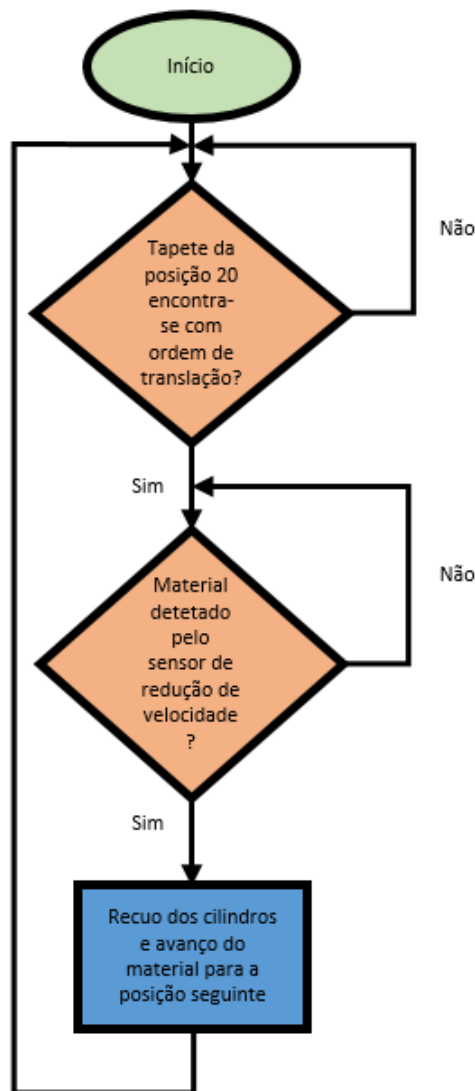 Início
Tapete da
posição 20
encontra-
se com
ordem de
translação?
Não
Sim
Material
detetado
pelo
sensor de
redução de
velocidade
?
Não
Sim
Recuo dos cilindros
e avanço do
material para a
posição seguinte